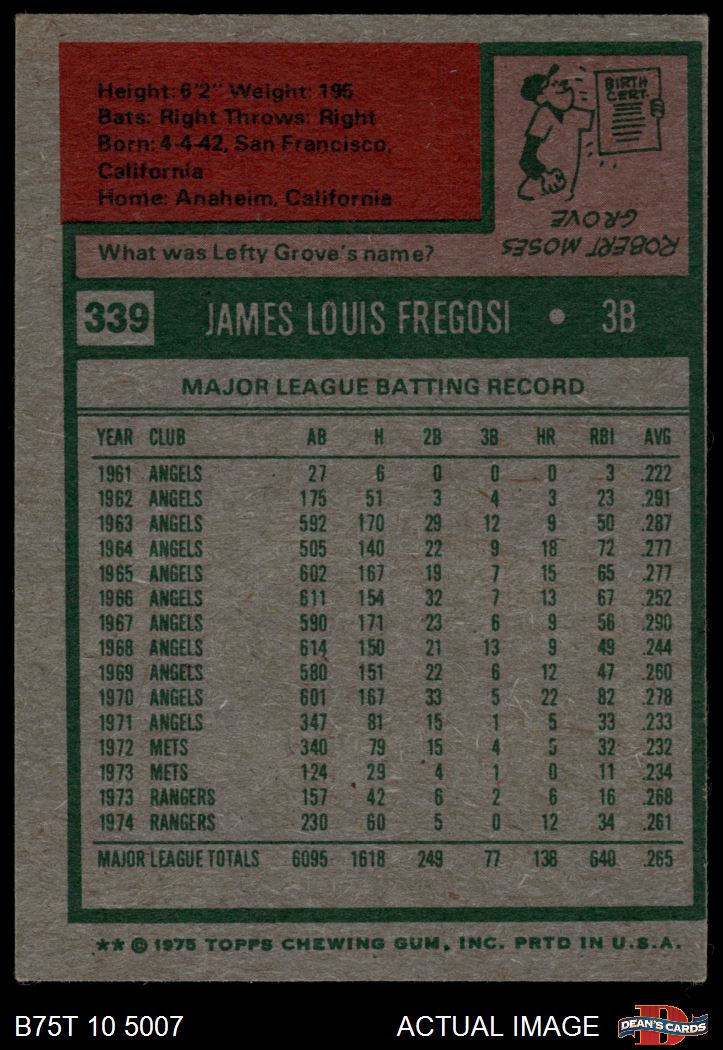 Height: 6'2" Weight: 195
Bats: Right Throws: Right
Born: 4-4-42, San Francisco,
California
Home: Anaheim, California
BIRTH
CERT.
ROBERT MOSES
GROVE
What was Lefty Grove's name?
339 JAMES LOUIS FREGOSI • 3B
MAJOR LEAGUE BATTING RECORD
YEAR CLUB AB H 2B 3B HR RBI AVG
1961 ANGELS 27 6 0 0 0 3 .222
1962 ANGELS 175 51 3 4 3 23 .291
1963 ANGELS 592 170 29 12 9 50 .287
1964 ANGELS 505 140 22 9 18 72 .277
1965 ANGELS 602 167 19 7 15 65 .277
1966 ANGELS 611 154 32 7 13 67 .252
1967 ANGELS 590 171 23 6 9 56 .290
1968 ANGELS 614 150 21 13 9 49 .244
1969 ANGELS 580 151 22 6 12 47 .260
1970 ANGELS 601 167 33 5 22 82 .278
1971 ANGELS 347 81 15 1 5 33 .233
1972 METS 340 79 15 4 5 32 .232
1973 METS 124 29 4 1 0 11 .234
1973 RANGERS 157 42 6 2 6 16 .268
1974 RANGERS 230 60 5 0 12 34 .261
MAJOR LEAGUE TOTALS 6095 1618 249 77 138 640 .265
** © 1975 TOPPS CHEWING GUM, INC. PRTD IN U.S.A.
B75T 10 5007 ACTUAL IMAGE
D
DEAN'S CARDS